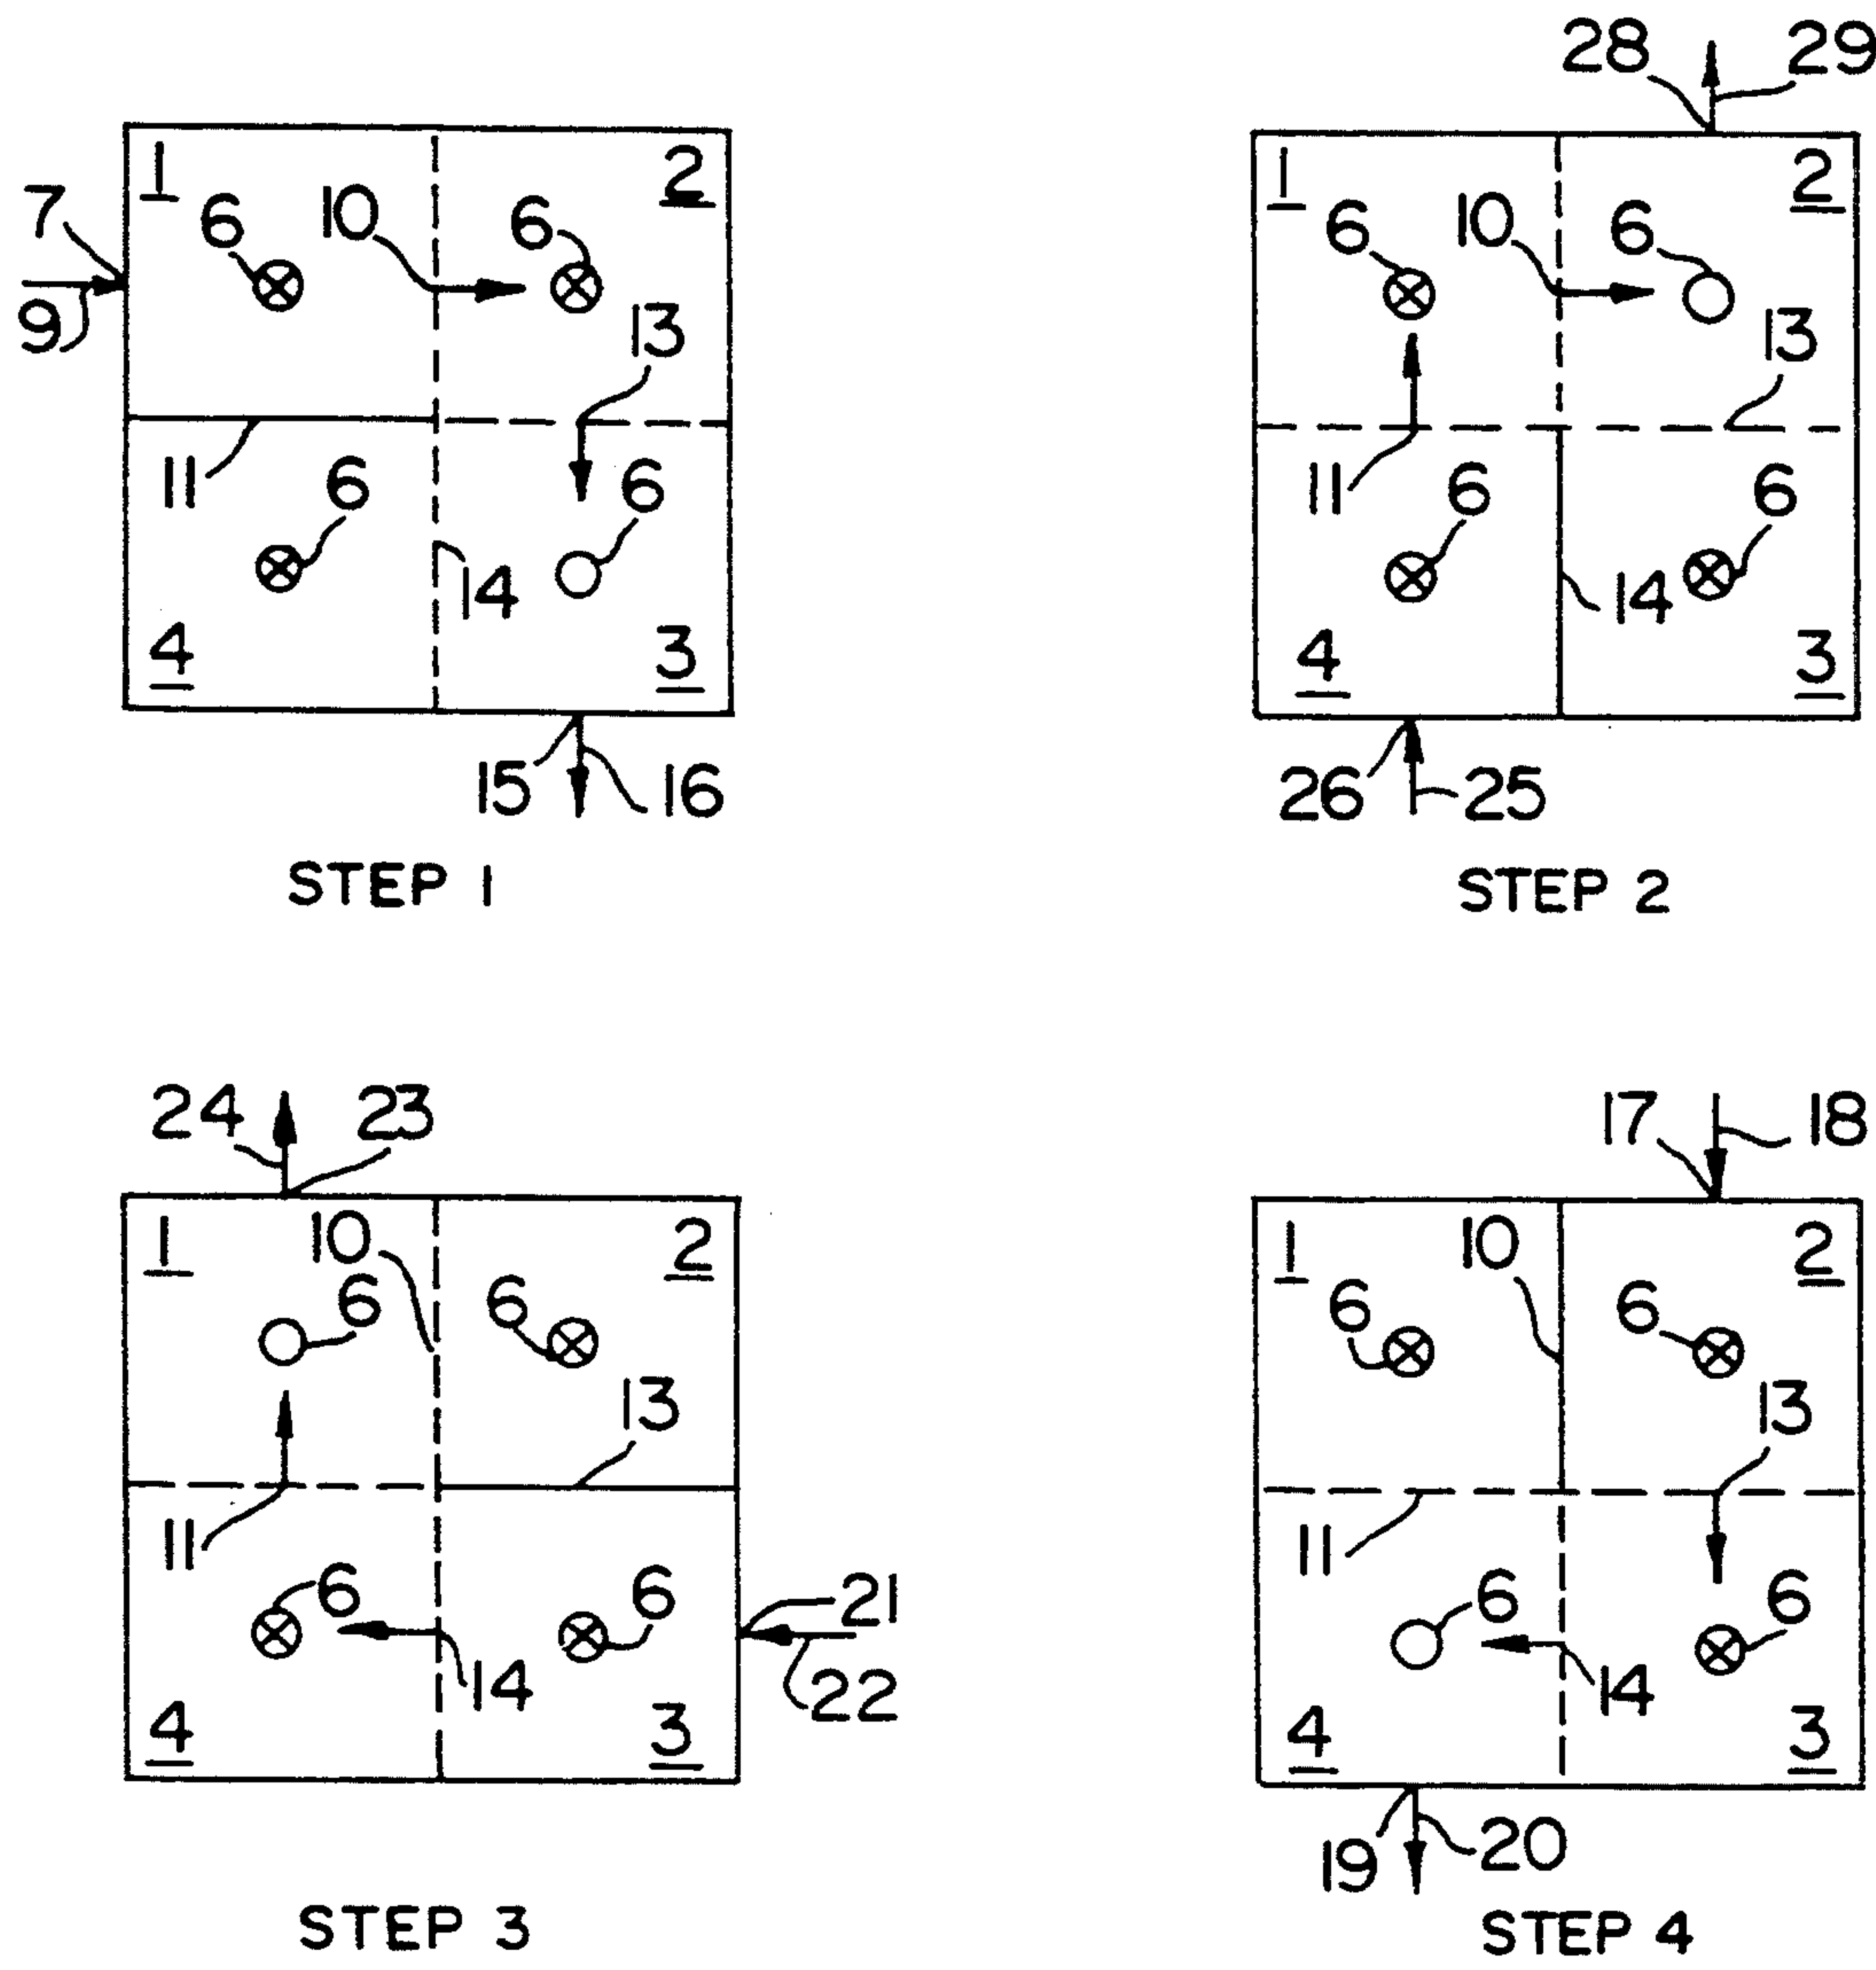 28 29
1 2 1 2
7 6 10 6 6 10 6
9 13 13
11 6 6 11 6 6
14 14
4 3 4 3
15 16 26 25
STEP 1 STEP 2
24 23 17 18
1 10 2 1 10 2
6 6 6 6
13 13
11 11
6 6 21 6 6
14 22 14
4 3 4 3
19 20
STEP 3 STEP 4